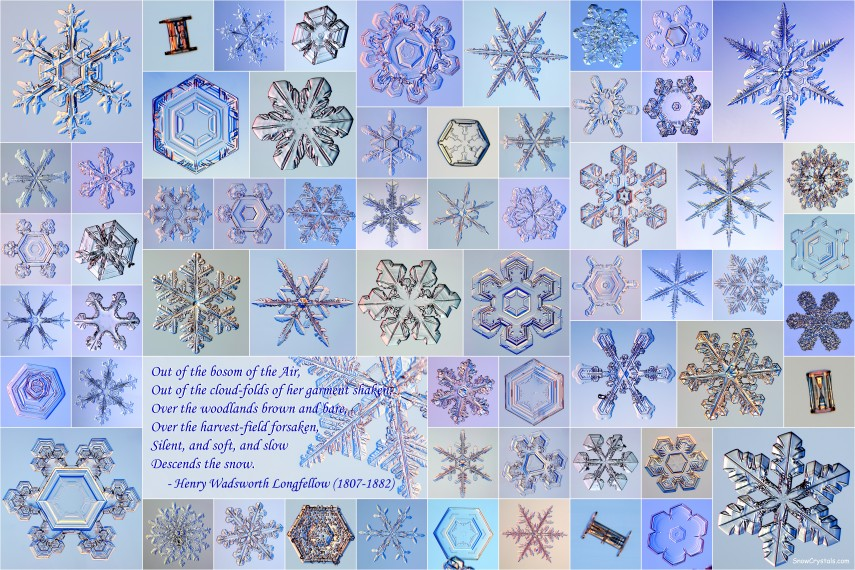 Out of the bosom of the Air,
Out of the cloud-folds of her garment shaken,
Over the woodlands brown and bare,
Over the harvest-field forsaken,
Silent, and soft, and slow
Descends the snow.
- Henry Wadsworth Longfellow (1807-1882)
SnowCrystals.com